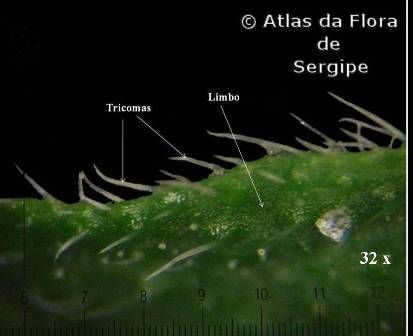 © Atlas da Flora
de
Sergipe
Limbo
Tricomas
32 x
6 7 8 9 10 11 12